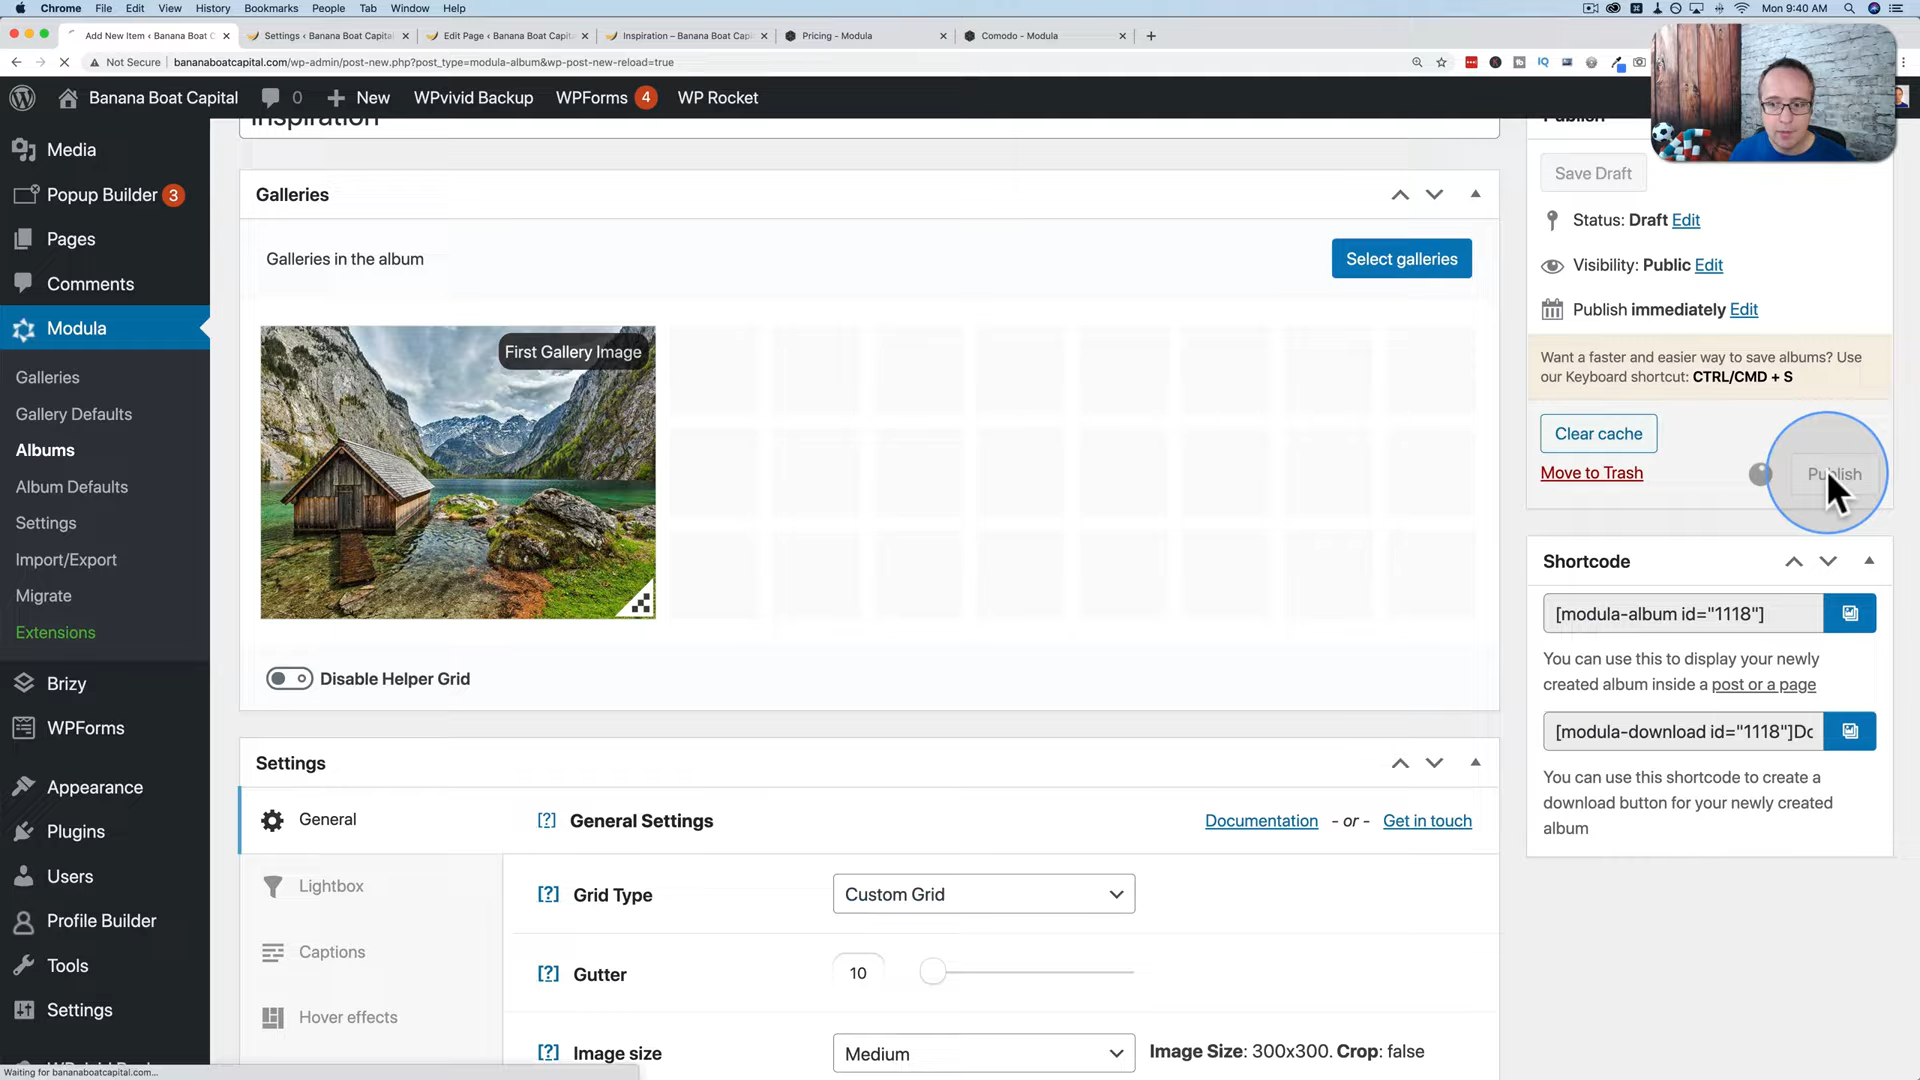 Chrome File Edit View History Bookmarks People Tab Window Help
Mon 9:40 AM
Add New Item ‹ Banana Boat C
Settings ‹ Banana Boat Capital
Edit Page ‹ Banana Boat Capit
Inspiration – Banana Boat Capi
Pricing - Modula
Comodo - Modula
Not Secure bananaboatcapital.com/wp-admin/post-new.php?post_type=modula-album&wp-post-new-reload=true
IQ
Banana Boat Capital 0 New WPvivid Backup WPForms 4 WP Rocket
Media
Popup Builder 3
Pages
Comments
Modula
Galleries
Gallery Defaults
Albums
Album Defaults
Settings
Import/Export
Migrate
Extensions
Brizy
WPForms
Appearance
Plugins
Users
Profile Builder
Tools
Settings
Waiting for bananaboatcapital.com...
Inspiration
Galleries
Galleries in the album
Select galleries
First Gallery Image
Disable Helper Grid
Settings
General
Lightbox
Captions
Hover effects
[?] General Settings
Documentation - or - Get in touch
[?] Grid Type
Custom Grid
[?] Gutter
10
[?] Image size
Medium
Image Size: 300x300. Crop: false
Publish
Save Draft
Status: Draft Edit
Visibility: Public Edit
Publish immediately Edit
Want a faster and easier way to save albums? Use
our Keyboard shortcut: CTRL/CMD + S
Clear cache
Move to Trash
Publish
Shortcode
[modula-album id="1118"]
You can use this to display your newly
created album inside a post or a page
[modula-download id="1118"]Dc
You can use this shortcode to create a
download button for your newly created
album